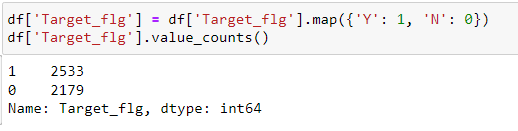 df['Target_flg'] = df['Target_flg'].map({'Y': 1, 'N': 0})
df['Target_flg'].value_counts()
1    2533
0    2179
Name: Target_flg, dtype: int64